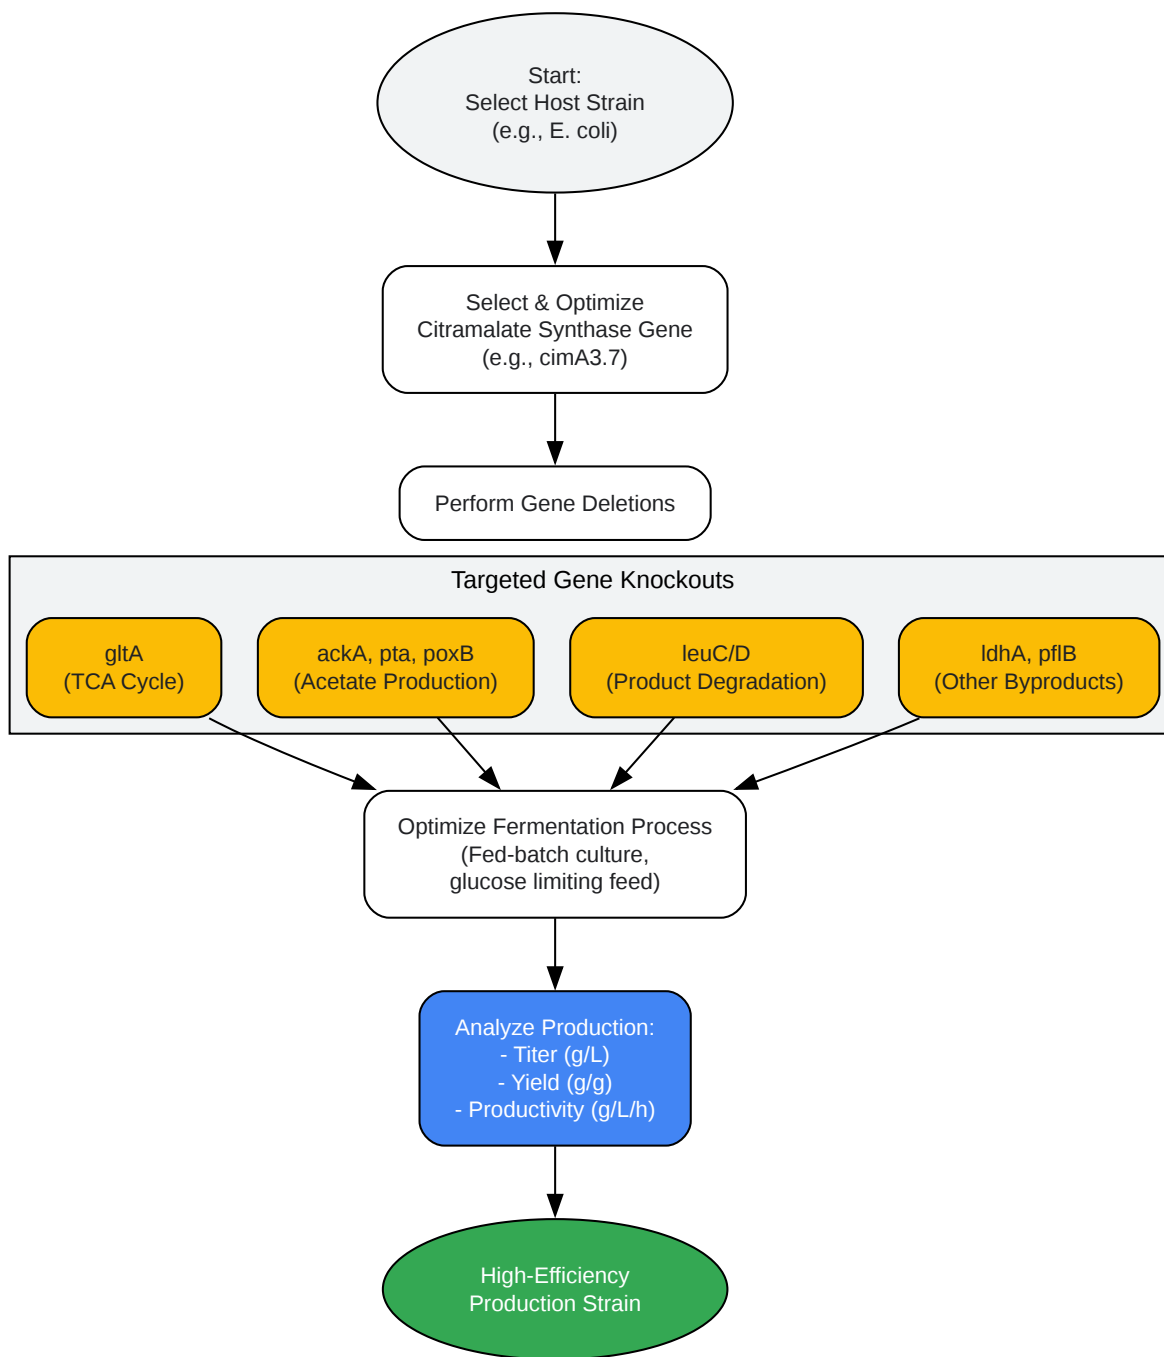 Start:
Select Host Strain
(e.g., E. coli)
Select & Optimize
Citramalate Synthase Gene
(e.g., cimA3.7)
Perform Gene Deletions
Targeted Gene Knockouts
gltA
(TCA Cycle)
ackA, pta, poxB
(Acetate Production)
leuC/D
(Product Degradation)
ldhA, pflB
(Other Byproducts)
Optimize Fermentation Process
(Fed-batch culture,
glucose limiting feed)
Analyze Production:
- Titer (g/L)
- Yield (g/g)
- Productivity (g/L/h)
High-Efficiency
Production Strain